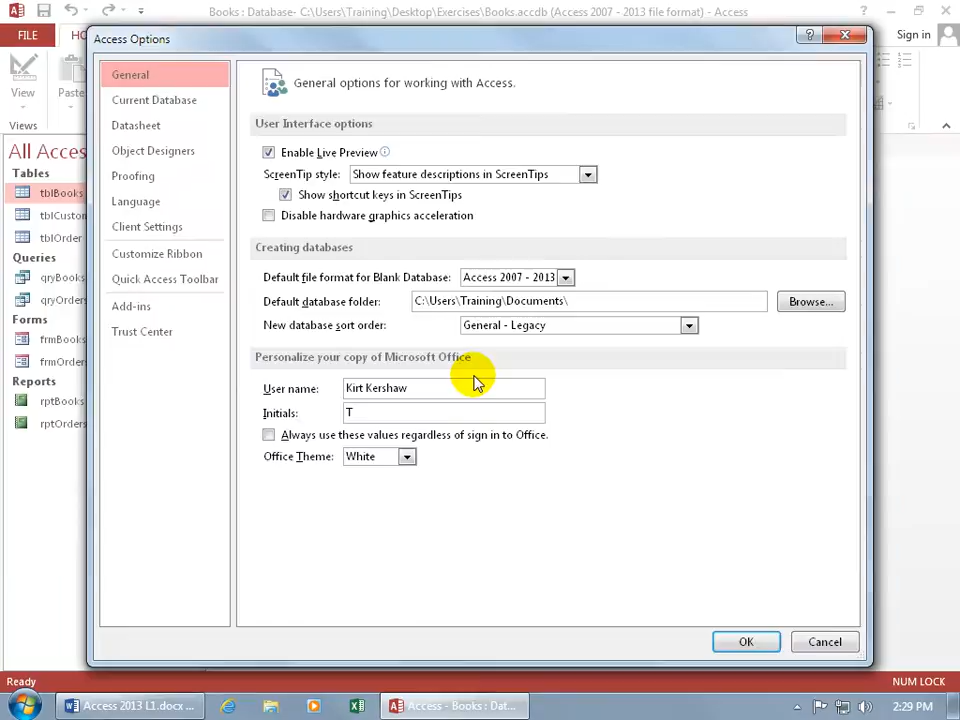 Books : Database- C:\Users\Training\Desktop\Exercises\Books.accdb (Access 2007 - 2013 file format) - Access
FILE
HO
Sign in
Access Options
View
Paste
Views
All Acces
Tables
tblBooks
tblCustom
tblOrder
Queries
qryBooks
qryOrders
Forms
frmBooks
frmOrder
Reports
rptBooks
rptOrders
General
Current Database
Datasheet
Object Designers
Proofing
Language
Client Settings
Customize Ribbon
Quick Access Toolbar
Add-ins
Trust Center
General options for working with Access.
User Interface options
Enable Live Preview
ScreenTip style: Show feature descriptions in ScreenTips
Show shortcut keys in ScreenTips
Disable hardware graphics acceleration
Creating databases
Default file format for Blank Database: Access 2007 - 2013
Default database folder: C:\Users\Training\Documents\ Browse...
New database sort order: General - Legacy
Personalize your copy of Microsoft Office
User name: Kirt Kershaw
Initials: T
Always use these values regardless of sign in to Office.
Office Theme: White
OK Cancel
Ready NUM LOCK
Access 2013 L1.docx ...
Access - Books : Dat...
2:29 PM